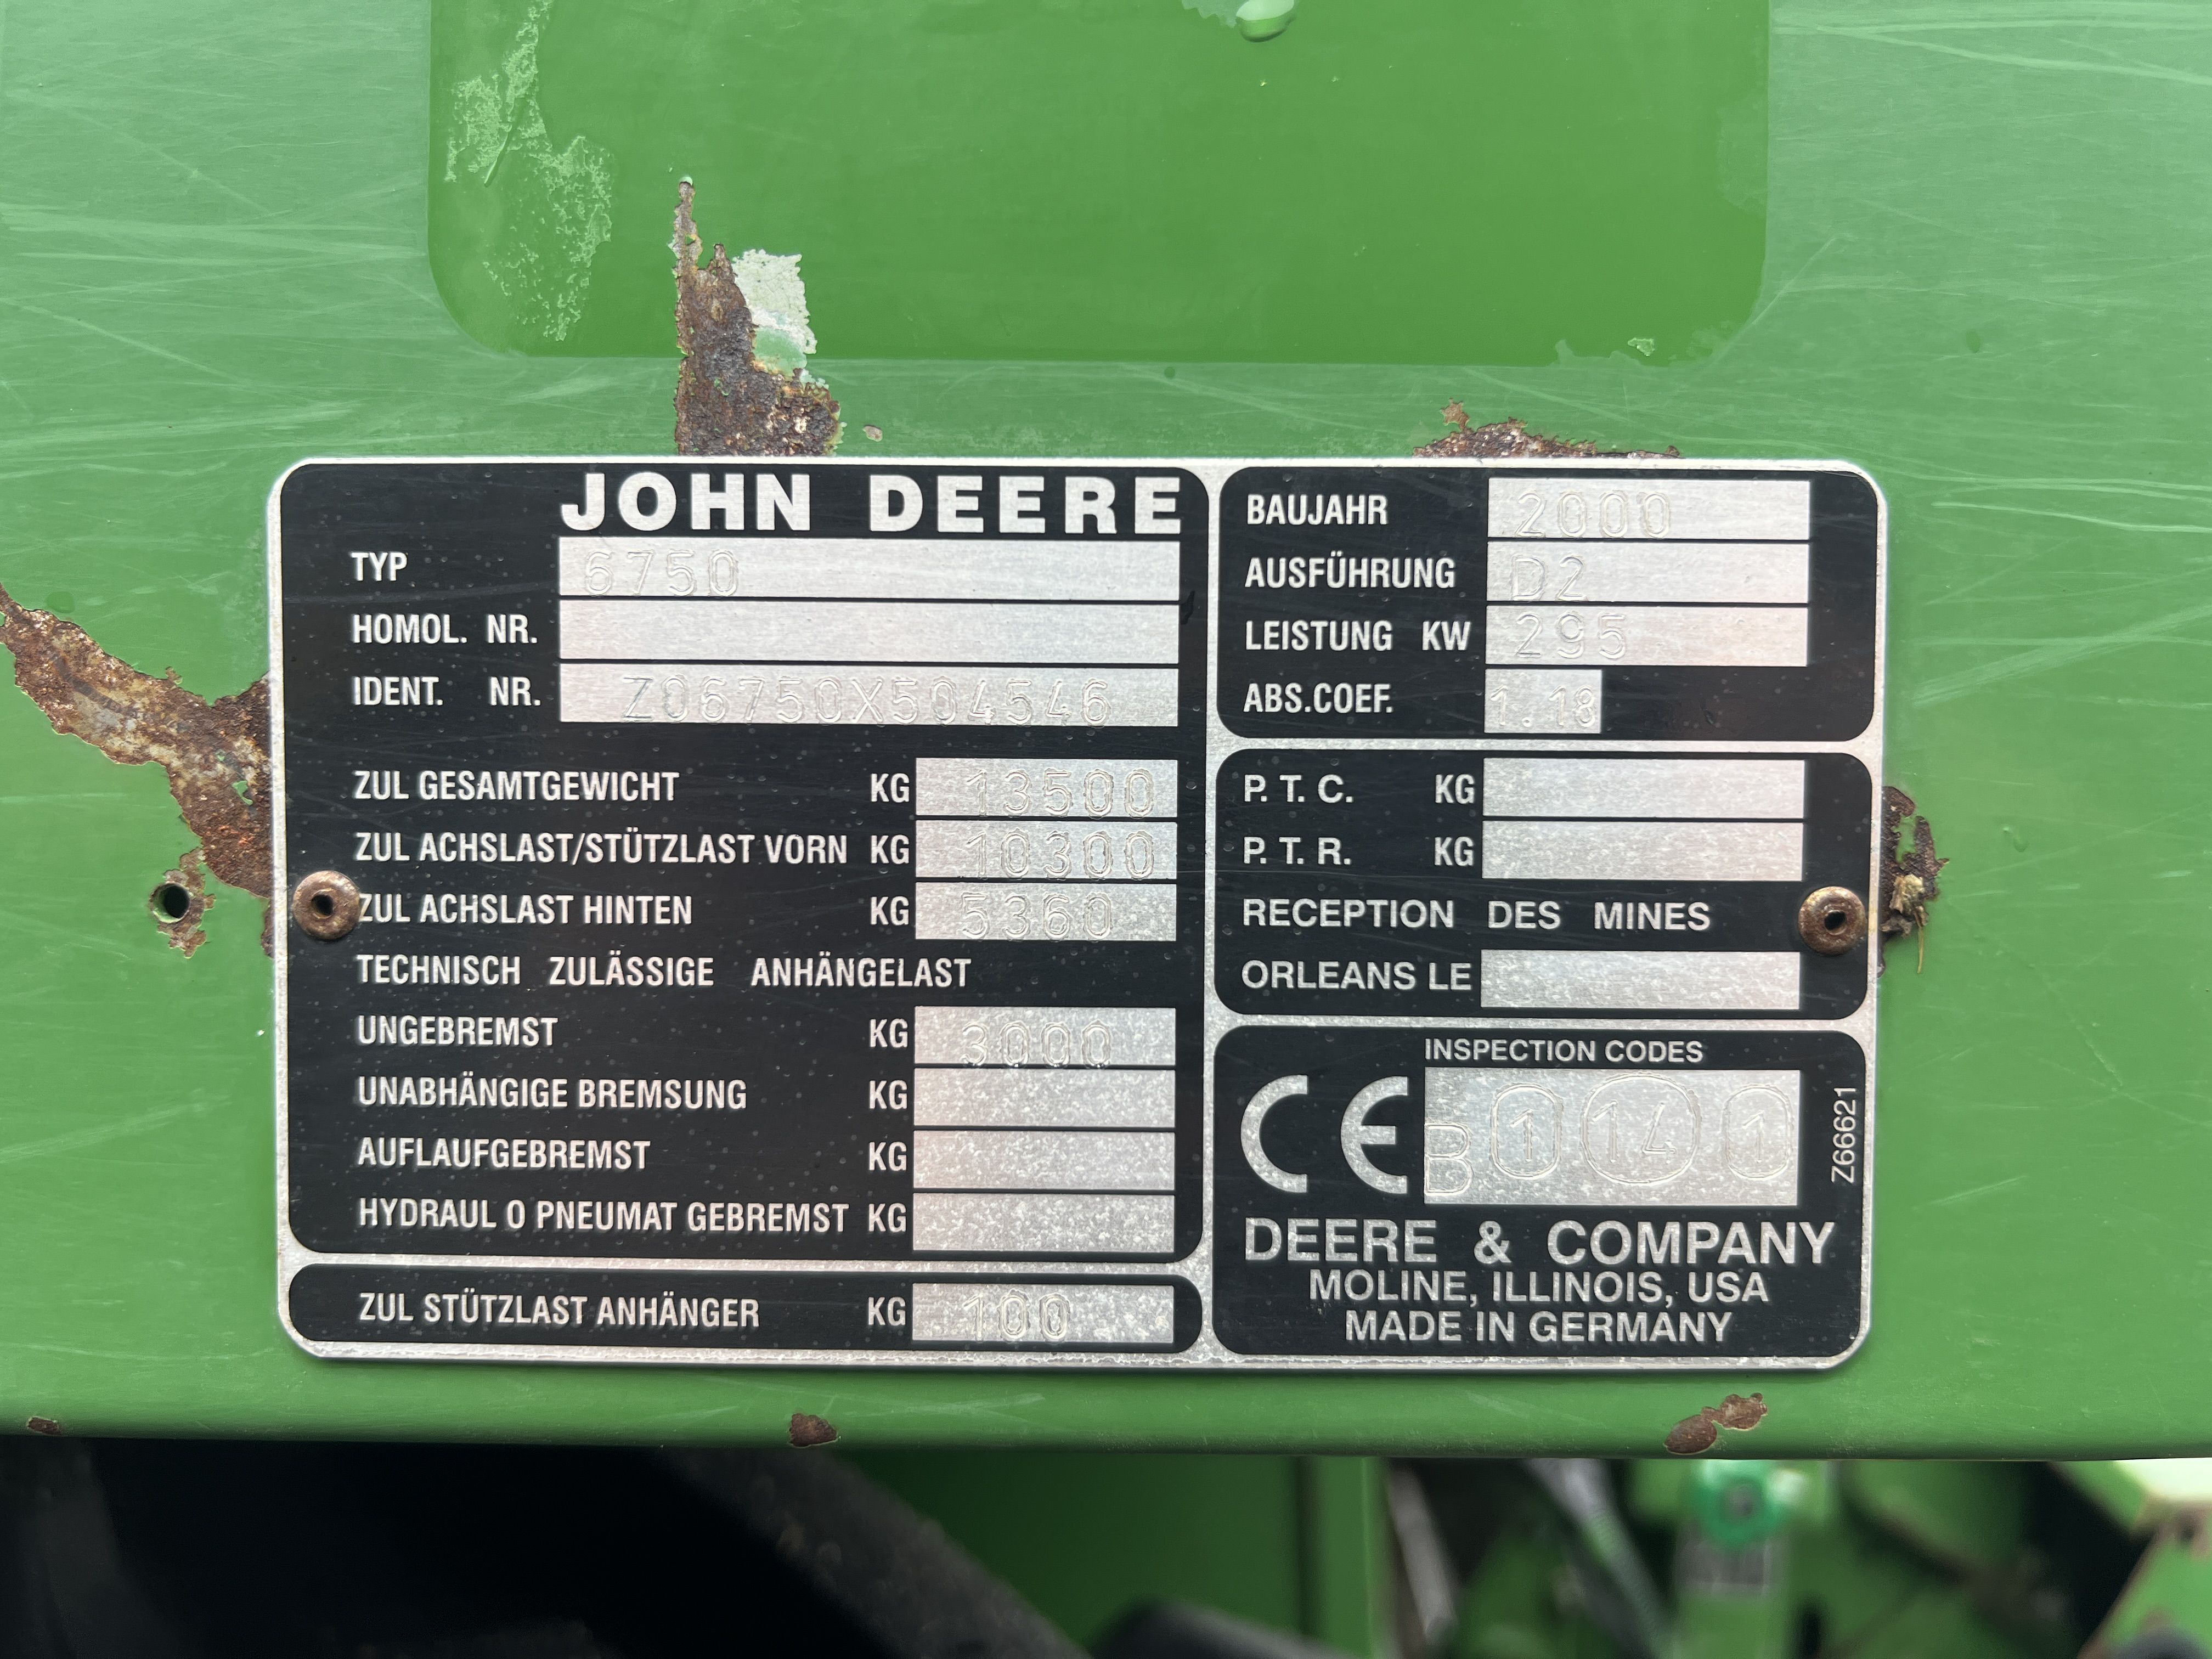 JOHN DEERE
TYP 6750
HOMOL. NR.
IDENT. NR. Z06750X504546
ZUL GESAMTGEWICHT KG 13500
ZUL ACHSLAST/STÜTZLAST VORN KG 10300
ZUL ACHSLAST HINTEN KG 5360
TECHNISCH ZULÄSSIGE ANHÄNGELAST
UNGEBREMST KG 3000
UNABHÄNGIGE BREMSUNG KG
AUFLAUFGEBREMST KG
HYDRAUL O PNEUMAT GEBREMST KG
ZUL STÜTZLAST ANHÄNGER KG 100
BAUJAHR 2000
AUSFÜHRUNG D2
LEISTUNG KW 295
ABS.COEF. 1.18
P. T. C. KG
P. T. R. KG
RECEPTION DES MINES
ORLEANS LE
INSPECTION CODES
CE B 1 14 1
Z66621
DEERE & COMPANY
MOLINE, ILLINOIS, USA
MADE IN GERMANY